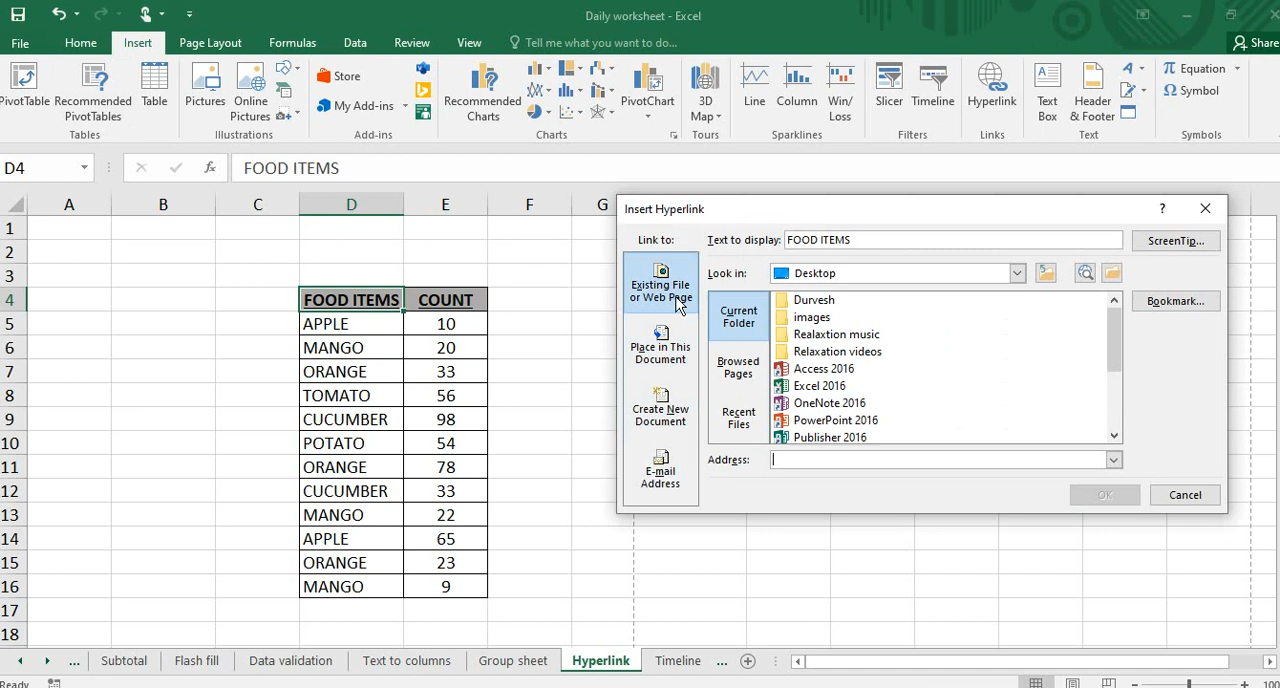 Daily worksheet - Excel
File Home Insert Page Layout Formulas Data Review View Tell me what you want to do... Share
PivotTable Recommended PivotTables Table
Tables
Pictures Online Pictures
Illustrations
Store
My Add-ins
Add-ins
Recommended Charts
PivotChart
Charts
3D Map
Tours
Line Column Win/ Loss
Sparklines
Slicer Timeline
Filters
Hyperlink
Links
Text Box Header & Footer
Text
Equation
Symbol
Symbols
D4 fx FOOD ITEMS
A B C D E F G
1
2
3
4 FOOD ITEMS COUNT
5 APPLE 10
6 MANGO 20
7 ORANGE 33
8 TOMATO 56
9 CUCUMBER 98
10 POTATO 54
11 ORANGE 78
12 CUCUMBER 33
13 MANGO 22
14 APPLE 65
15 ORANGE 23
16 MANGO 9
17
18
Insert Hyperlink ?
Link to:
Existing File or Web Page
Place in This Document
Create New Document
E-mail Address
Text to display: FOOD ITEMS ScreenTip...
Look in: Desktop
Bookmark...
Current Folder
Browsed Pages
Recent Files
Durvesh
images
Realaxtion music
Relaxation videos
Access 2016
Excel 2016
OneNote 2016
PowerPoint 2016
Publisher 2016
Address:
OK Cancel
... Subtotal Flash fill Data validation Text to columns Group sheet Hyperlink Timeline ...
Ready 100